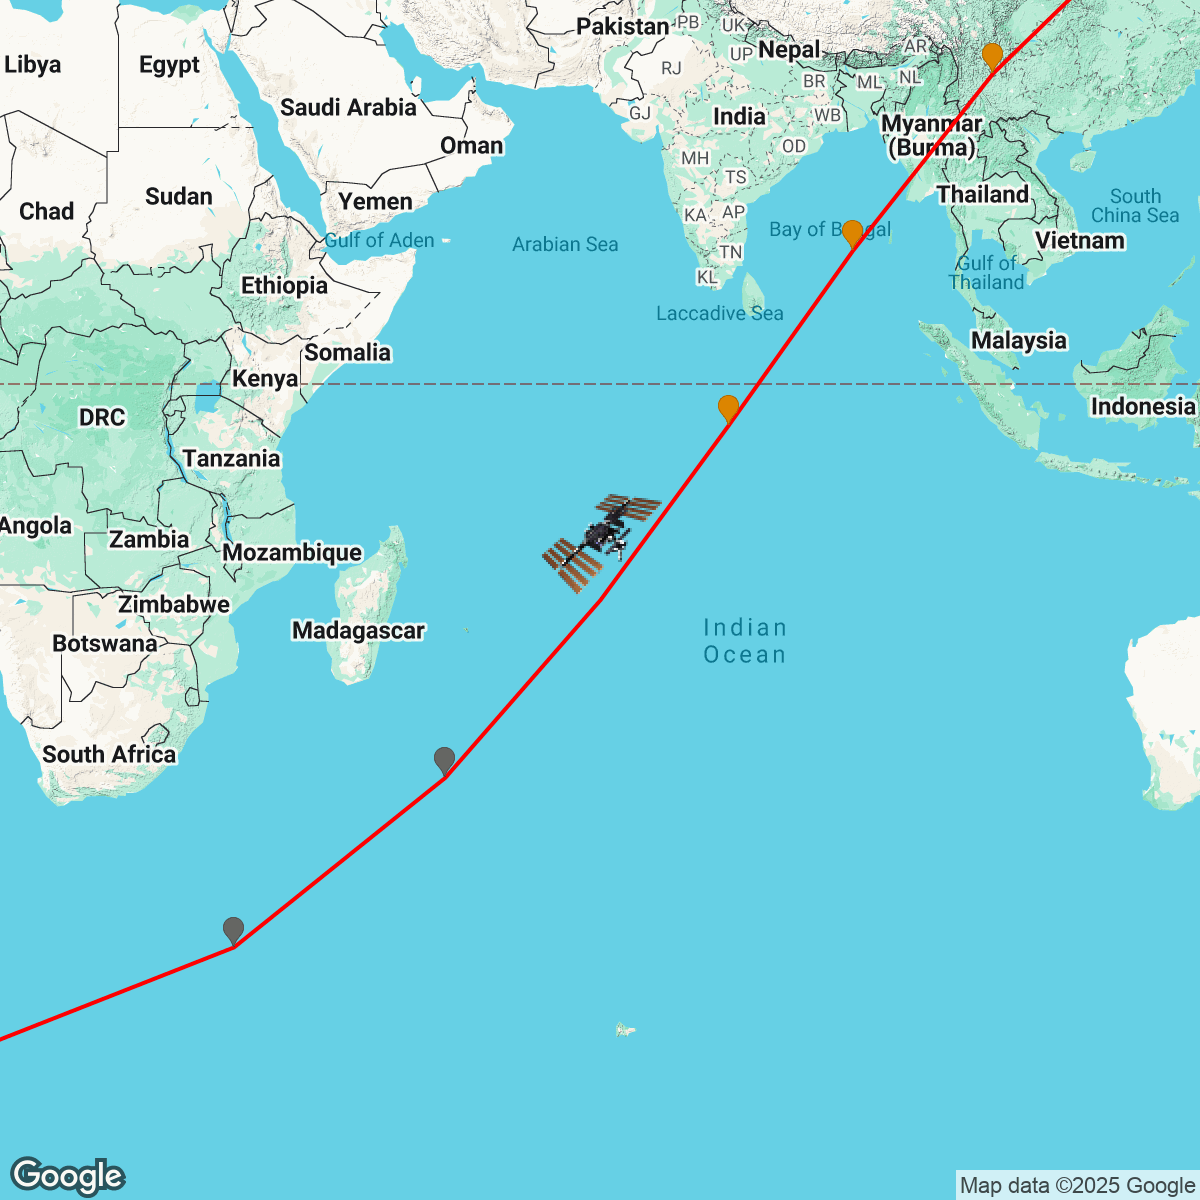 Pakistan
PB
UK
Libya
Egypt
Nepal
AR
UP
RJ
BR
ML
NL
Saudi Arabia
GJ
India
WB
Myanmar
(Burma)
Oman
OD
MH
TS
Sudan
Yemen
Thailand
South
China Sea
Chad
KA
AP
Bay of B gal
Gulf of Aden
Arabian Sea
Vietnam
TN
Gulf of
Thailand
KL
Ethiopia
Laccadive Sea
Malaysia
Somalia
Kenya
DRC
Indonesia
Tanzania
Angola
Zambia
Mozambique
Zimbabwe
Madagascar
Indian
Ocean
Botswana
South Africa
Google
Map data ©2025 Google